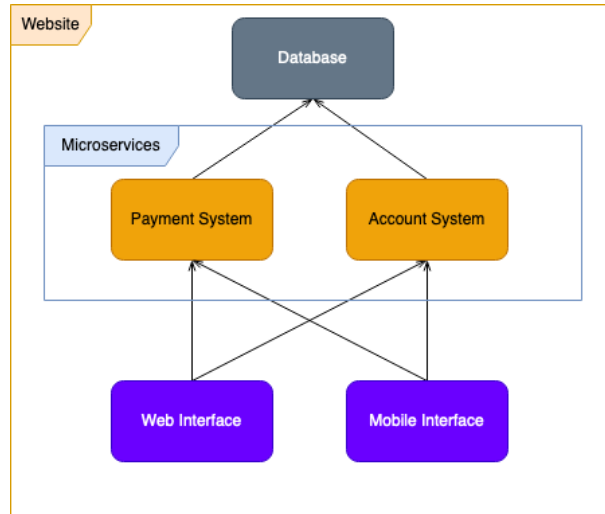 Website
Database
Microservices
Payment System
Account System
Web Interface
Mobile Interface